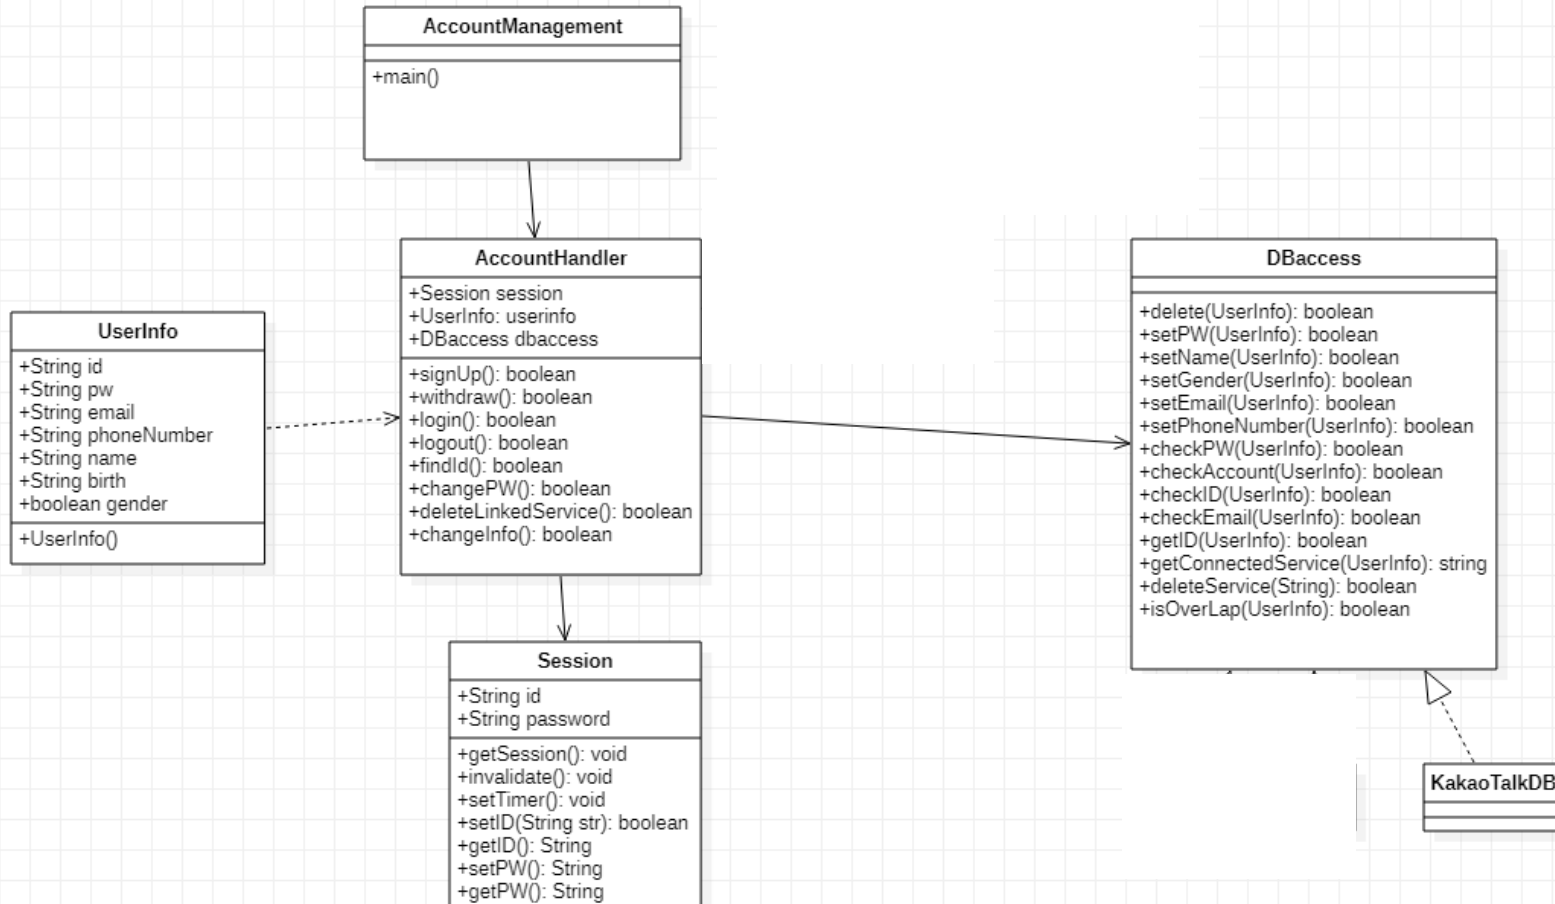 AccountManagement
+main()
AccountHandler
+Session session
+UserInfo: userinfo
+DBaccess dbaccess
+signUp(): boolean
+withdraw(): boolean
+login(): boolean
+logout(): boolean
+findId(): boolean
+changePW(): boolean
+deleteLinkedService(): boolean
+changeInfo(): boolean
UserInfo
+String id
+String pw
+String email
+String phoneNumber
+String name
+String birth
+boolean gender
+UserInfo()
DBaccess
+delete(UserInfo): boolean
+setPW(UserInfo): boolean
+setName(UserInfo): boolean
+setGender(UserInfo): boolean
+setEmail(UserInfo): boolean
+setPhoneNumber(UserInfo): boolean
+checkPW(UserInfo): boolean
+checkAccount(UserInfo): boolean
+checkID(UserInfo): boolean
+checkEmail(UserInfo): boolean
+getID(UserInfo): boolean
+getConnectedService(UserInfo): string
+deleteService(String): boolean
+isOverLap(UserInfo): boolean
Session
+String id
+String password
+getSession(): void
+invalidate(): void
+setTimer(): void
+setID(String str): boolean
+getID(): String
+setPW(): String
+getPW(): String
KakaoTalkDB